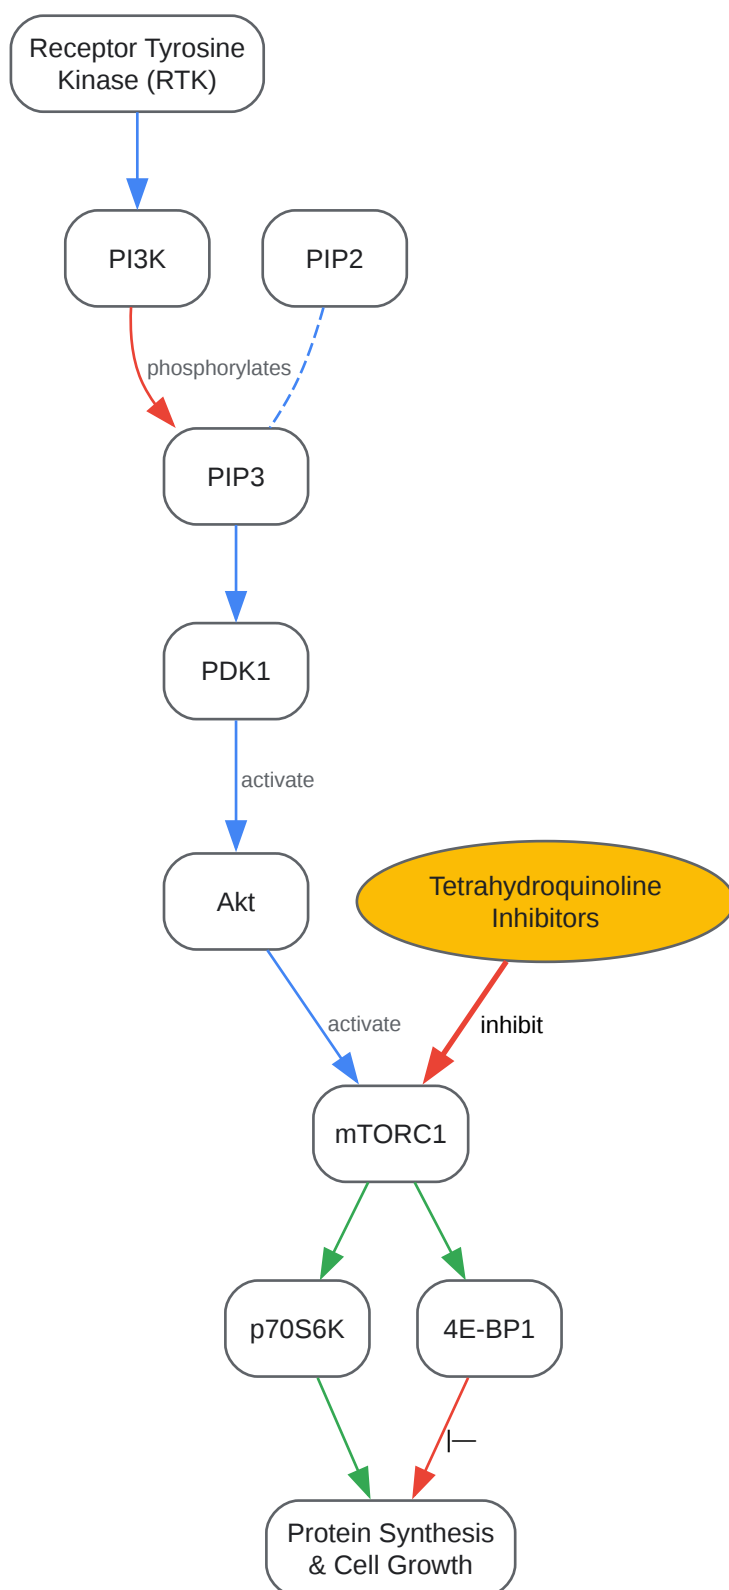 Receptor Tyrosine
Kinase (RTK)
PI3K
PIP2
phosphorylates
PIP3
PDK1
activate
Akt
Tetrahydroquinoline
Inhibitors
activate
inhibit
mTORC1
p70S6K
4E-BP1
|—
Protein Synthesis
& Cell Growth